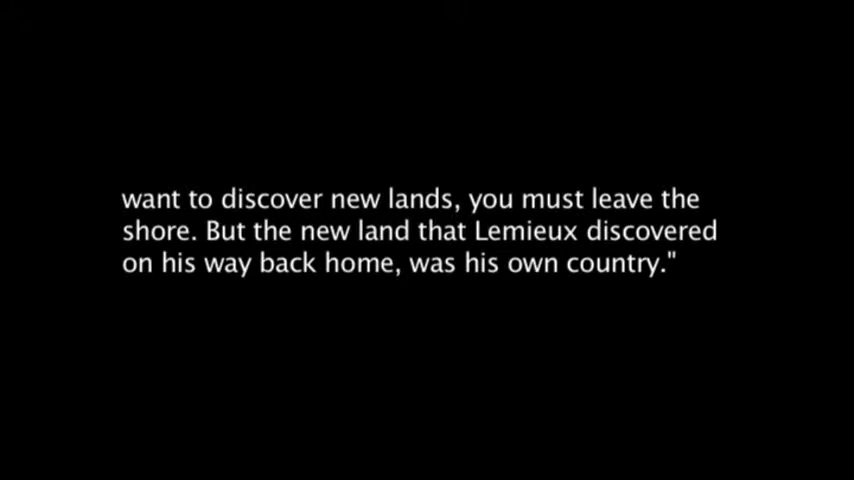 want to discover new lands, you must leave the
shore. But the new land that Lemieux discovered
on his way back home, was his own country."